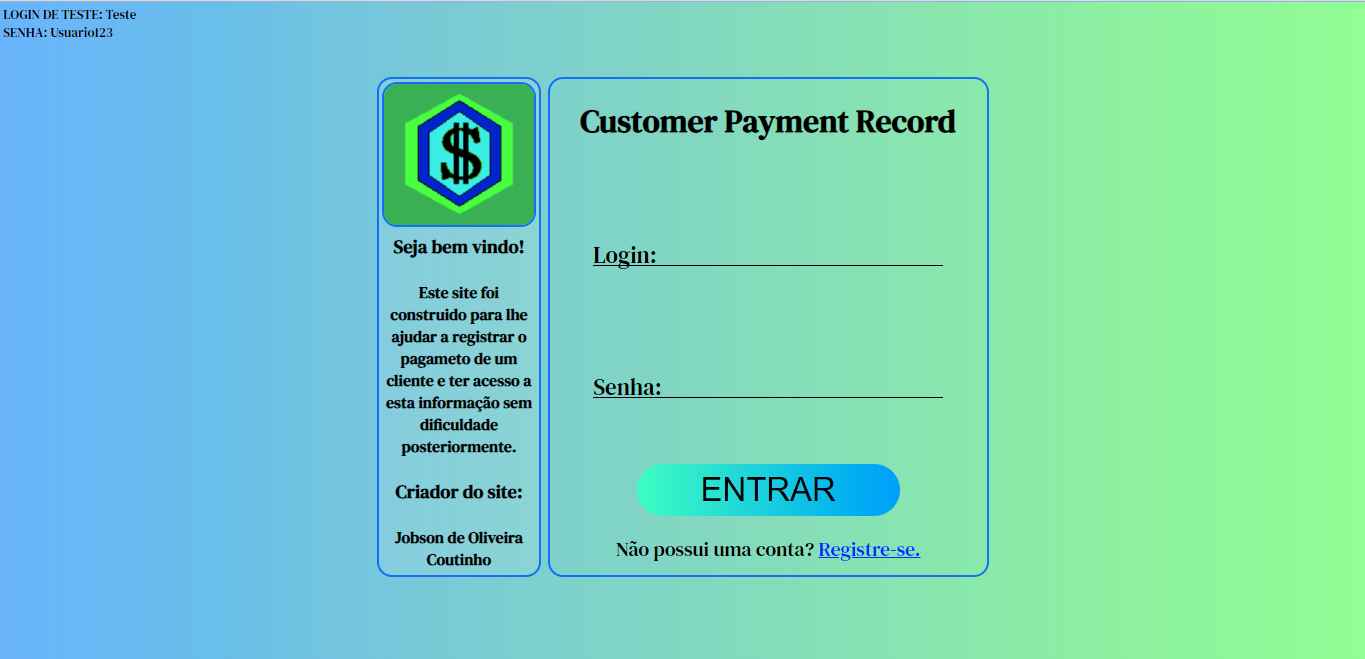 LOGIN DE TESTE: Teste
SENHA: Usuario123
$
Seja bem vindo!
Este site foi
construido para lhe
ajudar a registrar o
pagameto de um
cliente e ter acesso a
esta informação sem
dificuldade
posteriormente.
Criador do site:
Jobson de Oliveira
Coutinho
Customer Payment Record
Login:
Senha:
ENTRAR
Não possui uma conta? Registre-se.